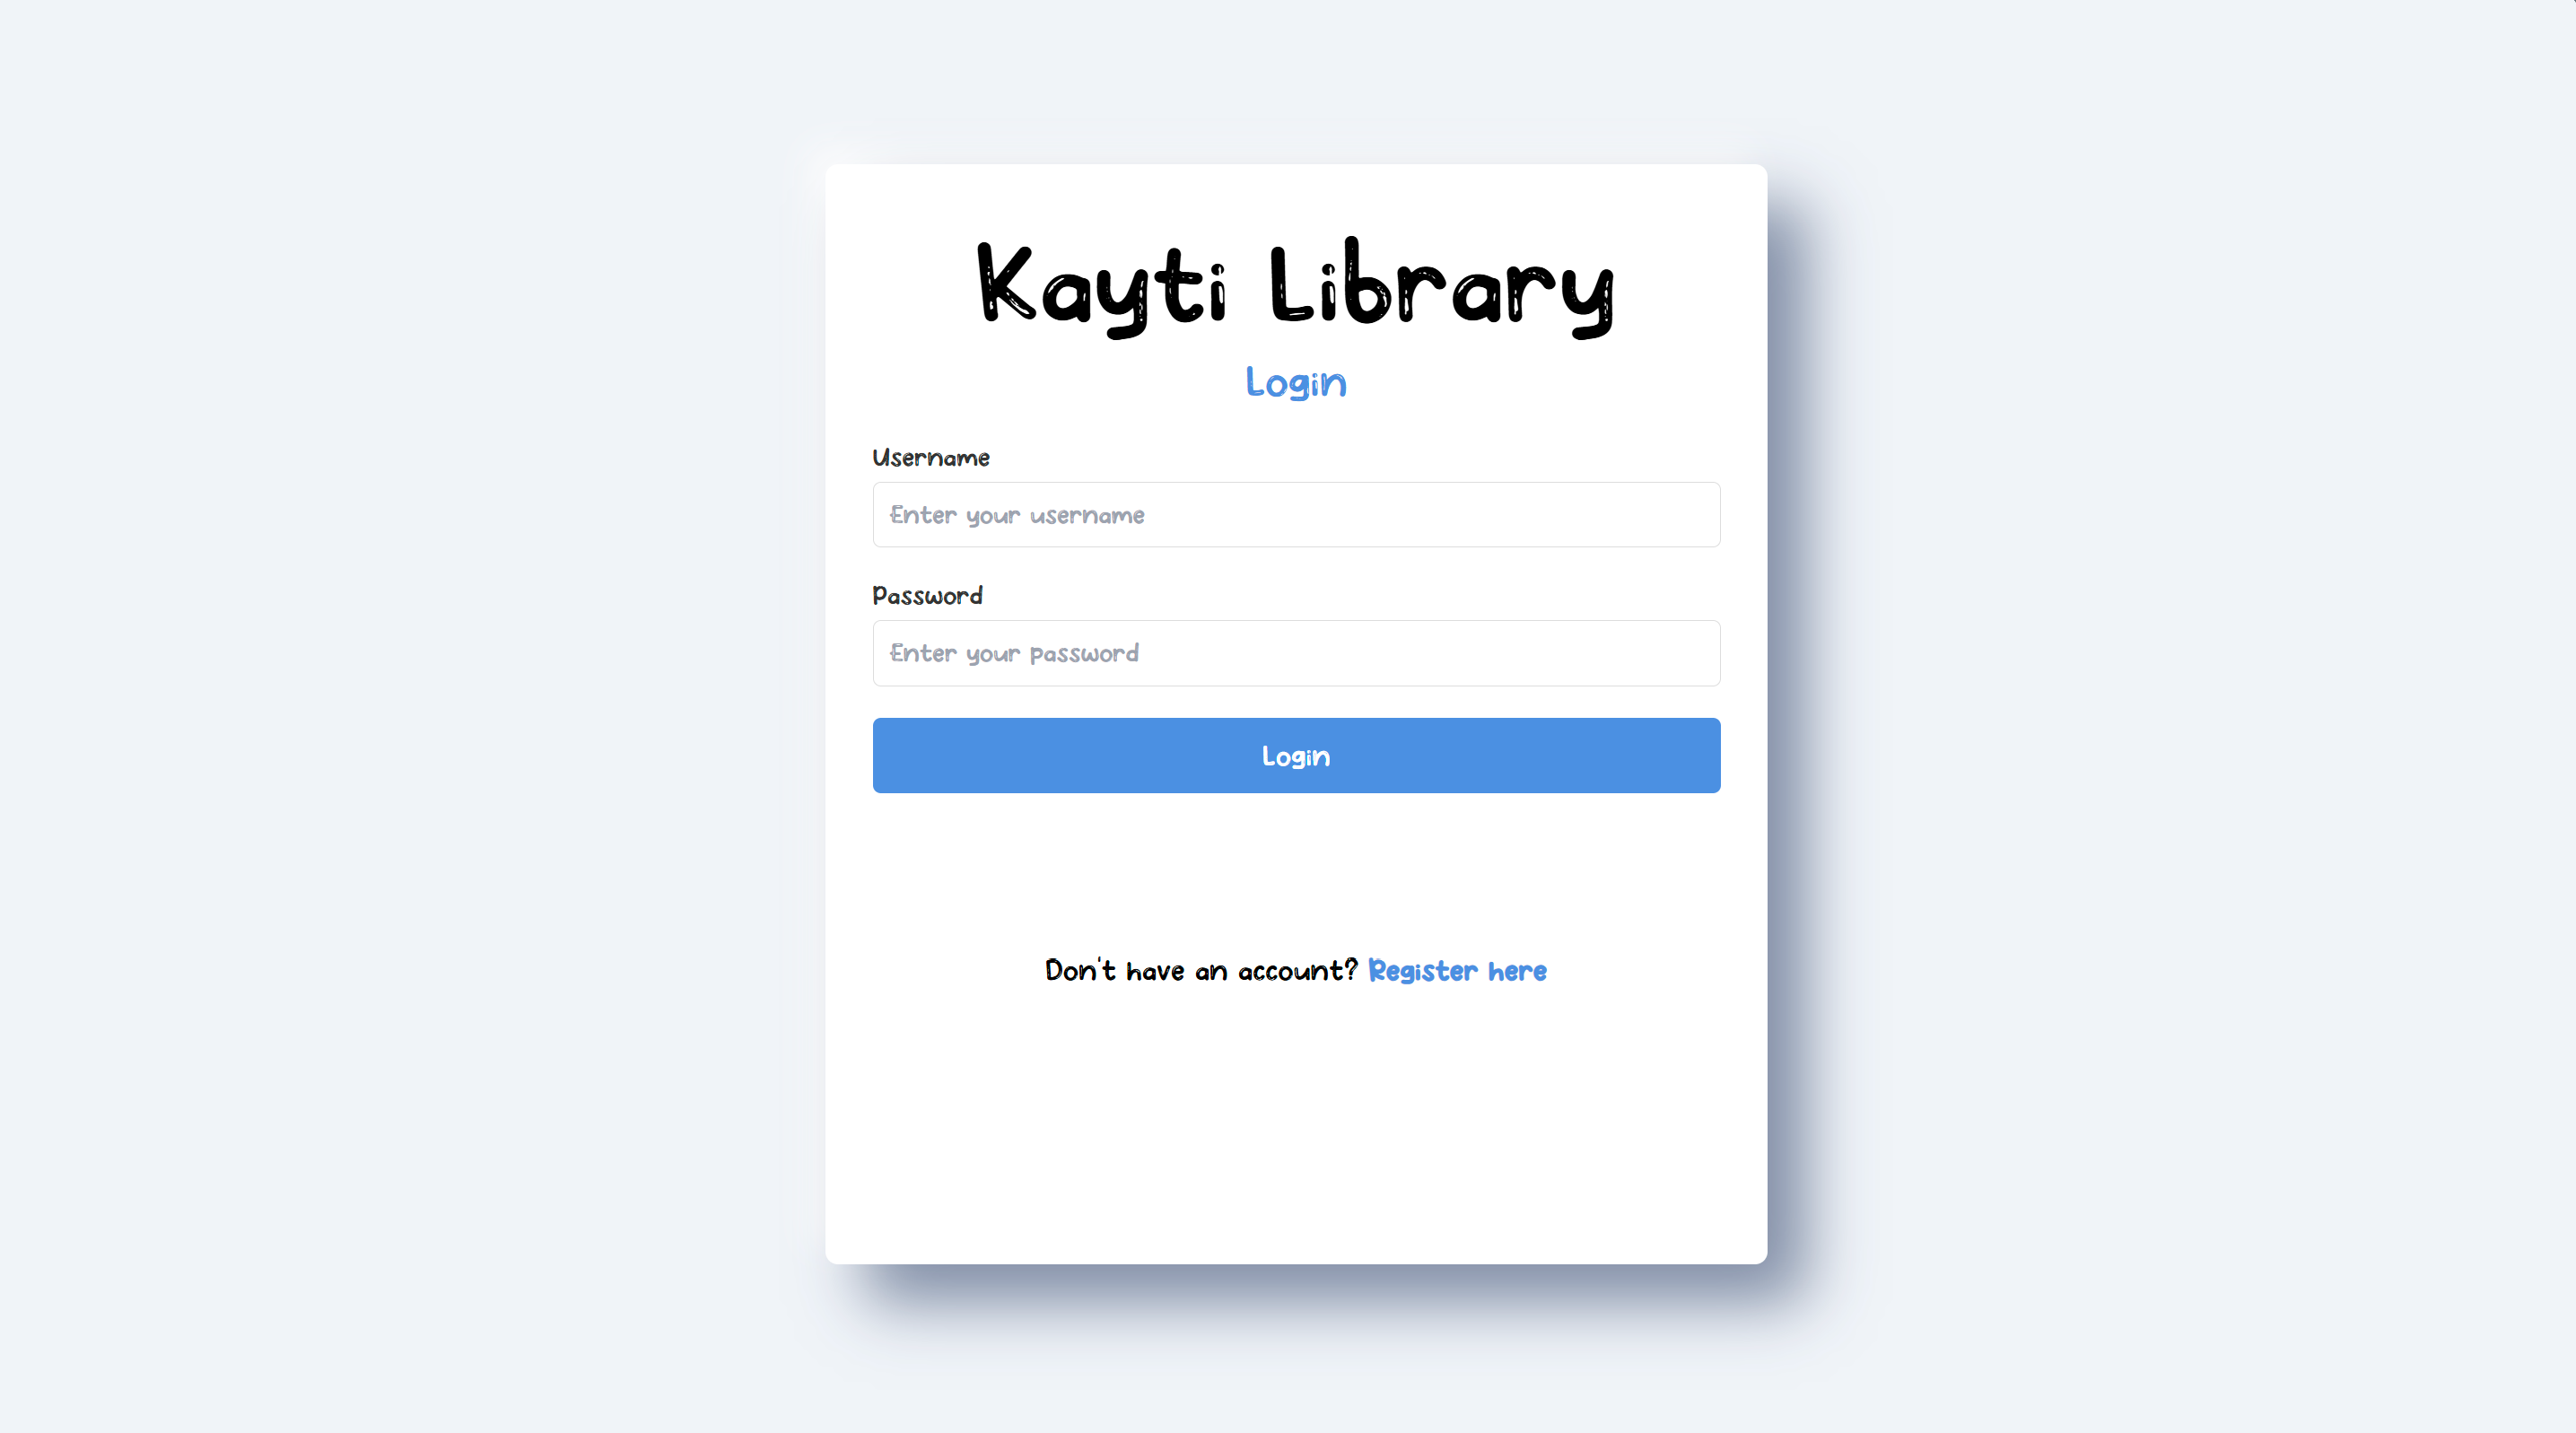 Kayti Library
Login
Username
Enter your username
Password
Enter your password
Login
Don't have an account? Register here